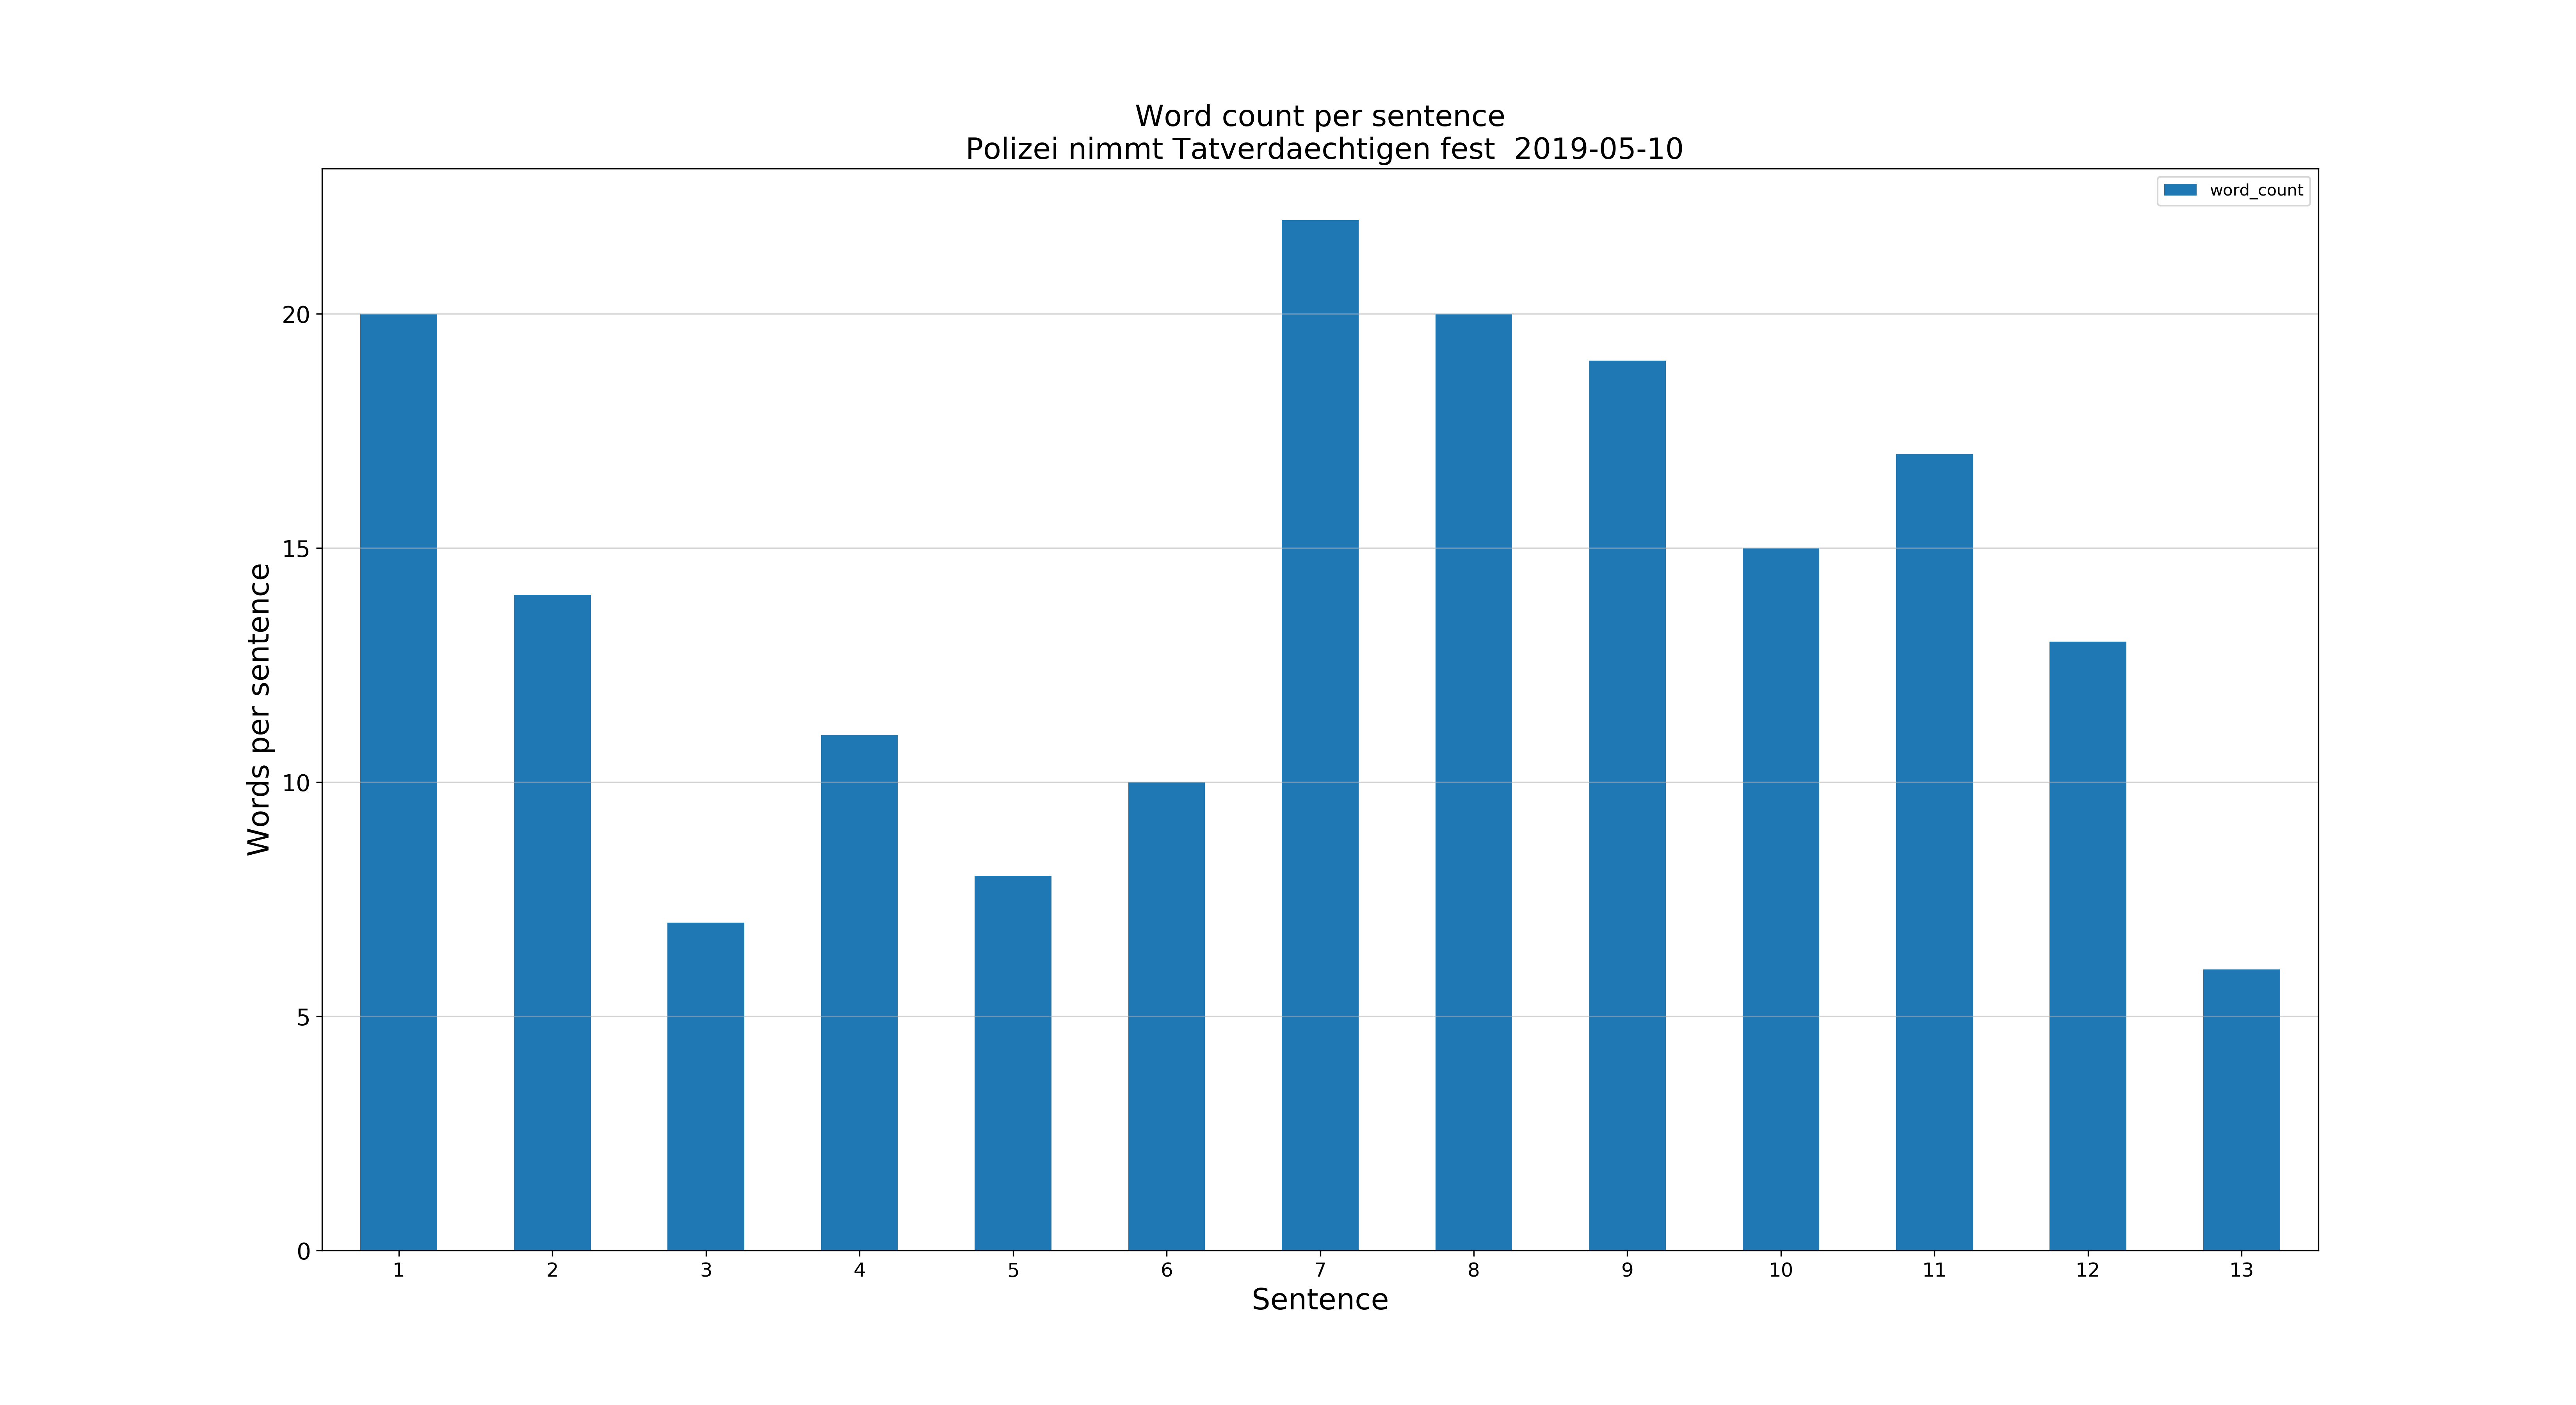 Word count per sentence
Polizei nimmt Tatverdaechtigen fest  2019-05-10
word_count
Words per sentence
20
15
10
5
0
1 2 3 4 5 6 7 8 9 10 11 12 13
Sentence